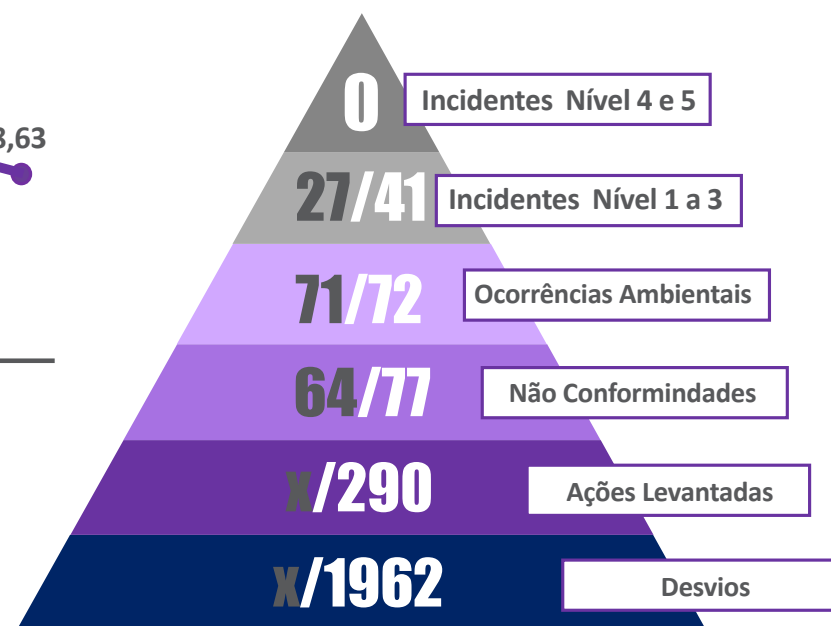 0
Incidentes Nível 4 e 5
3,63
27/41
Incidentes Nível 1 a 3
71/72
Ocorrências Ambientais
64/77
Não Conformindades
x/290
Ações Levantadas
x/1962
Desvios